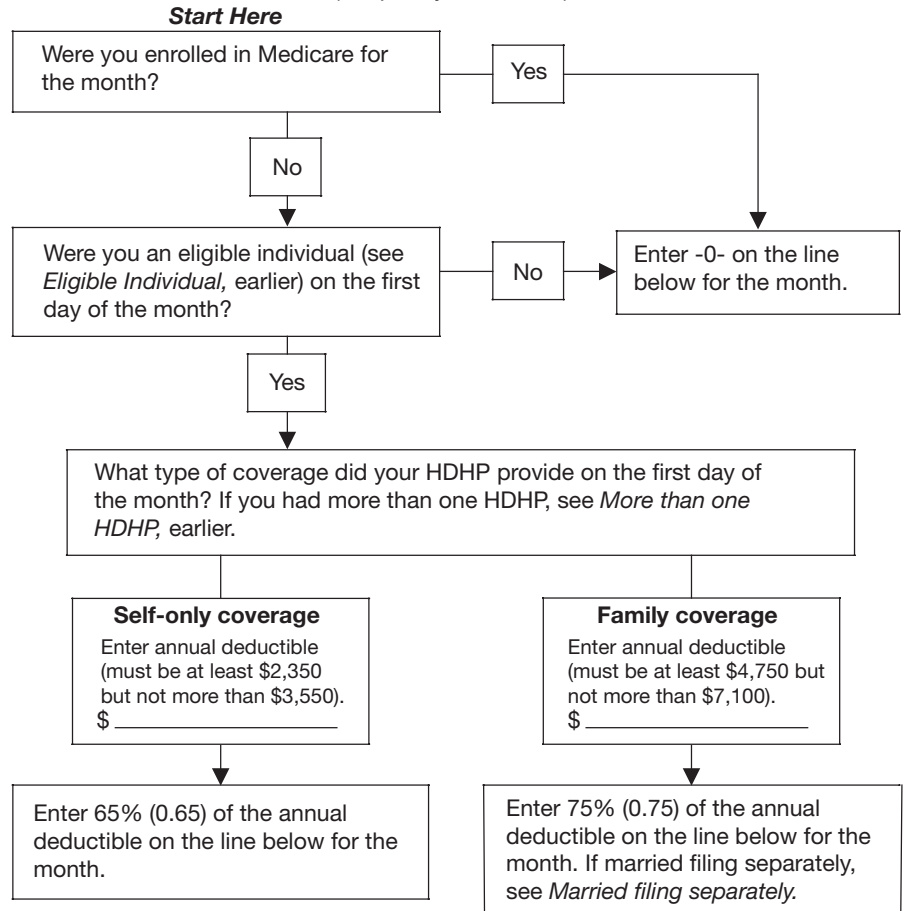 Start Here
Were you enrolled in Medicare for
the month?
Yes
No
Were you an eligible individual (see
Eligible Individual, earlier) on the first
day of the month?
No
Enter -0- on the line
below for the month.
Yes
What type of coverage did your HDHP provide on the first day of
the month? If you had more than one HDHP, see More than one
HDHP, earlier.
Self-only coverage
Enter annual deductible
(must be at least $2,350
but not more than $3,550).
$
Family coverage
Enter annual deductible
(must be at least $4,750 but
not more than $7,100).
$
Enter 65% (0.65) of the annual
deductible on the line below for the
month.
Enter 75% (0.75) of the annual
deductible on the line below for the
month. If married filing separately,
see Married filing separately.